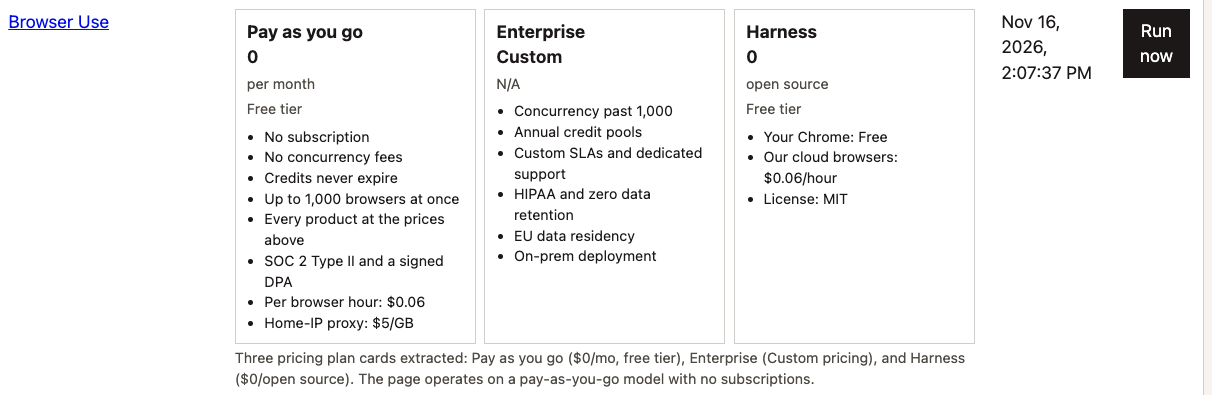 Browser Use
Pay as you go
0
per month
Free tier
No subscription
No concurrency fees
Credits never expire
Up to 1,000 browsers at once
Every product at the prices
above
SOC 2 Type II and a signed
DPA
Per browser hour: $0.06
Home-IP proxy: $5/GB
Enterprise
Custom
N/A
Concurrency past 1,000
Annual credit pools
Custom SLAs and dedicated
support
HIPAA and zero data
retention
EU data residency
On-prem deployment
Harness
0
open source
Free tier
Your Chrome: Free
Our cloud browsers:
$0.06/hour
License: MIT
Three pricing plan cards extracted: Pay as you go ($0/mo, free tier), Enterprise (Custom pricing), and Harness
($0/open source). The page operates on a pay-as-you-go model with no subscriptions.
Nov 16,
2026,
2:07:37 PM
Run
now